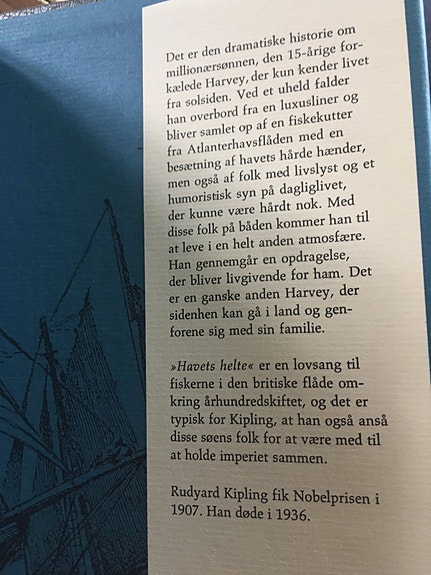 Det er den dramatiske historie om
millionærsønnen, den 15-årige for-
kælede Harvey, der kun kender livet
fra solsiden. Ved et uheld falder
han overbord fra en luxusliner og
bliver samlet op af en fiskekutter
fra Atlanterhavsflåden med en
besætning af havets hårde hænder,
men også af folk med livslyst og et
humoristisk syn på dagliglivet,
der kunne være hårdt nok. Med
disse folk på båden kommer han til
at leve i en helt anden atmosfære.
Han gennemgår en opdragelse,
der bliver livgivende for ham. Det
er en ganske anden Harvey, der
sidenhen kan gå i land og gen-
forene sig med sin familie.
»Havets helte« er en lovsang til
fiskerne i den britiske flåde om-
kring århundredskiftet, og det er
typisk for Kipling, at han også anså
disse søens folk for at være med til
at holde imperiet sammen.
Rudyard Kipling fik Nobelprisen i
1907. Han døde i 1936.